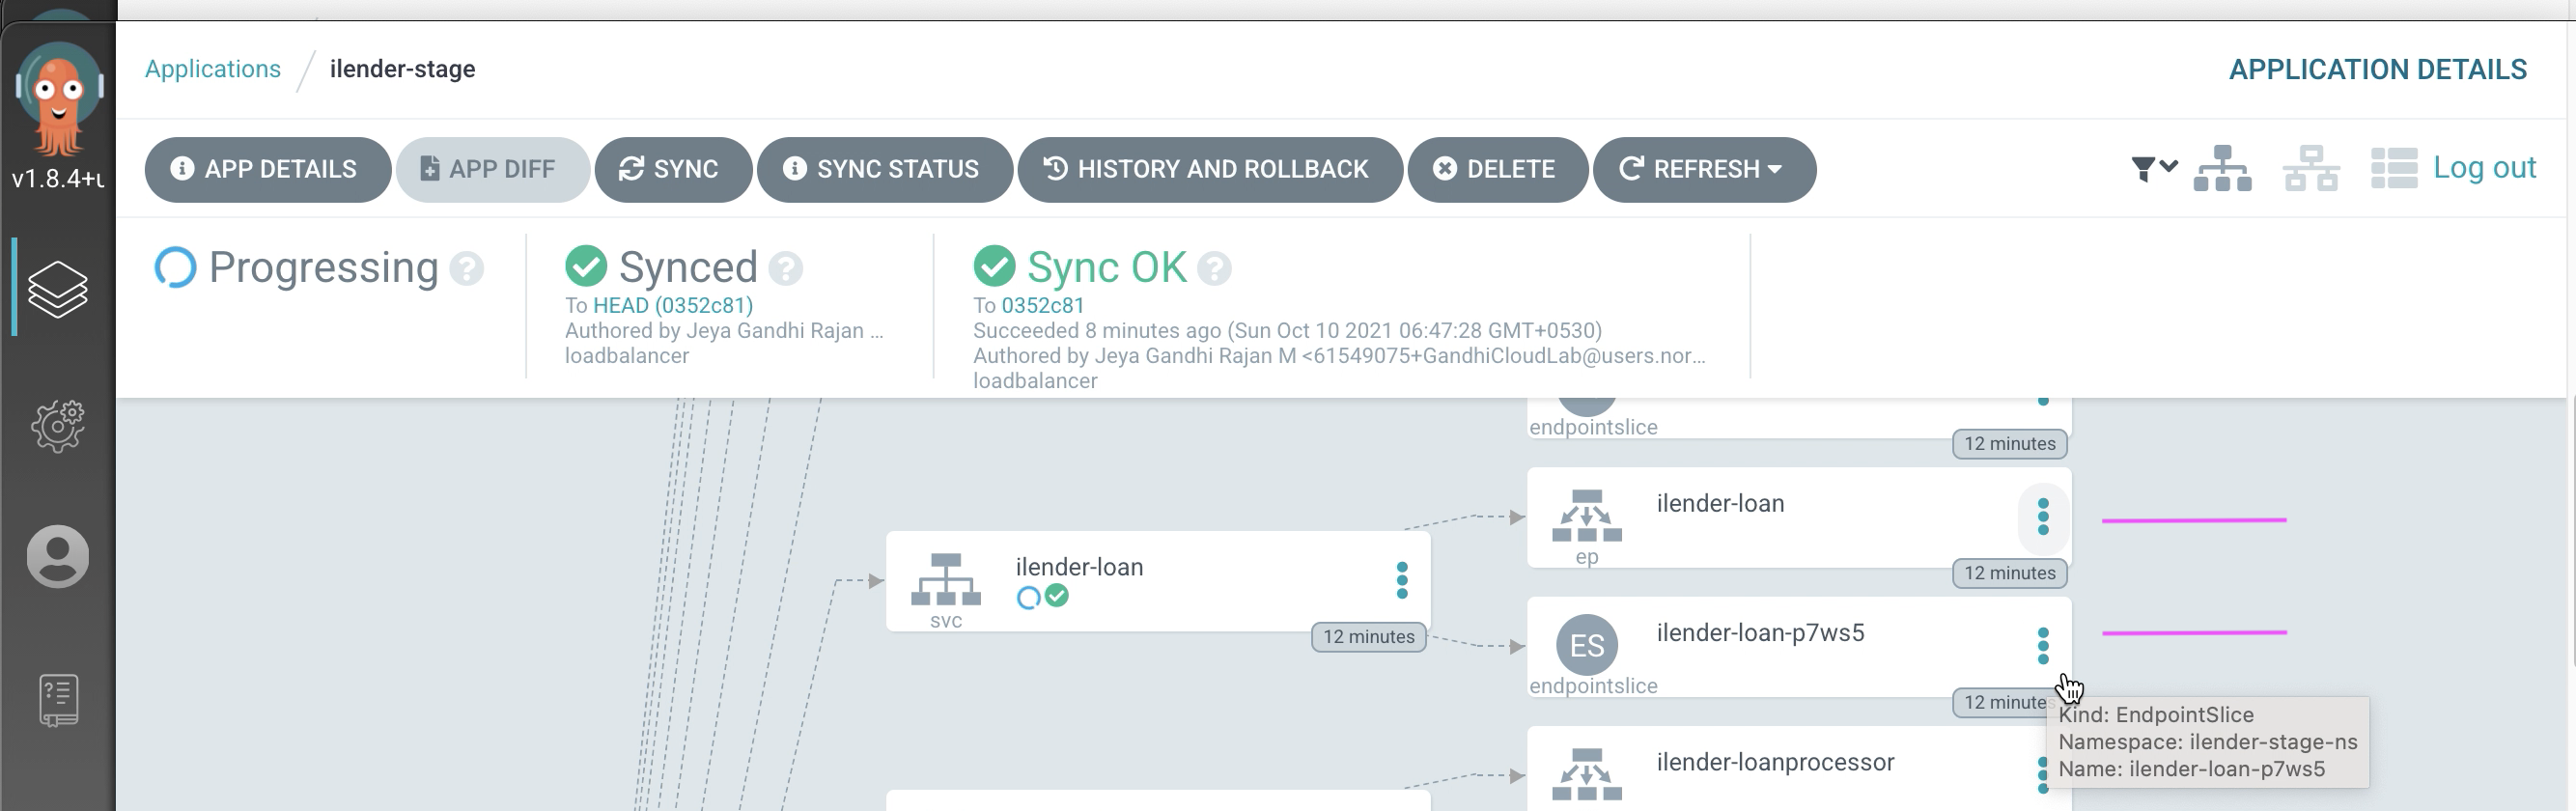 Applications / ilender-stage
APPLICATION DETAILS
v1.8.4+u
APP DETAILS
APP DIFF
SYNC
SYNC STATUS
HISTORY AND ROLLBACK
DELETE
REFRESH
Log out
Progressing ?
Synced ?
To HEAD (0352c81)
Authored by Jeya Gandhi Rajan ...
loadbalancer
Sync OK ?
To 0352c81
Succeeded 8 minutes ago (Sun Oct 10 2021 06:47:28 GMT+0530)
Authored by Jeya Gandhi Rajan M <61549075+GandhiCloudLab@users.nor...
loadbalancer
endpointslice
12 minutes
ilender-loan
ep
12 minutes
ilender-loan
svc
12 minutes
ES
ilender-loan-p7ws5
endpointslice
12 minutes
Kind: EndpointSlice
Namespace: ilender-stage-ns
Name: ilender-loan-p7ws5
ilender-loanprocessor